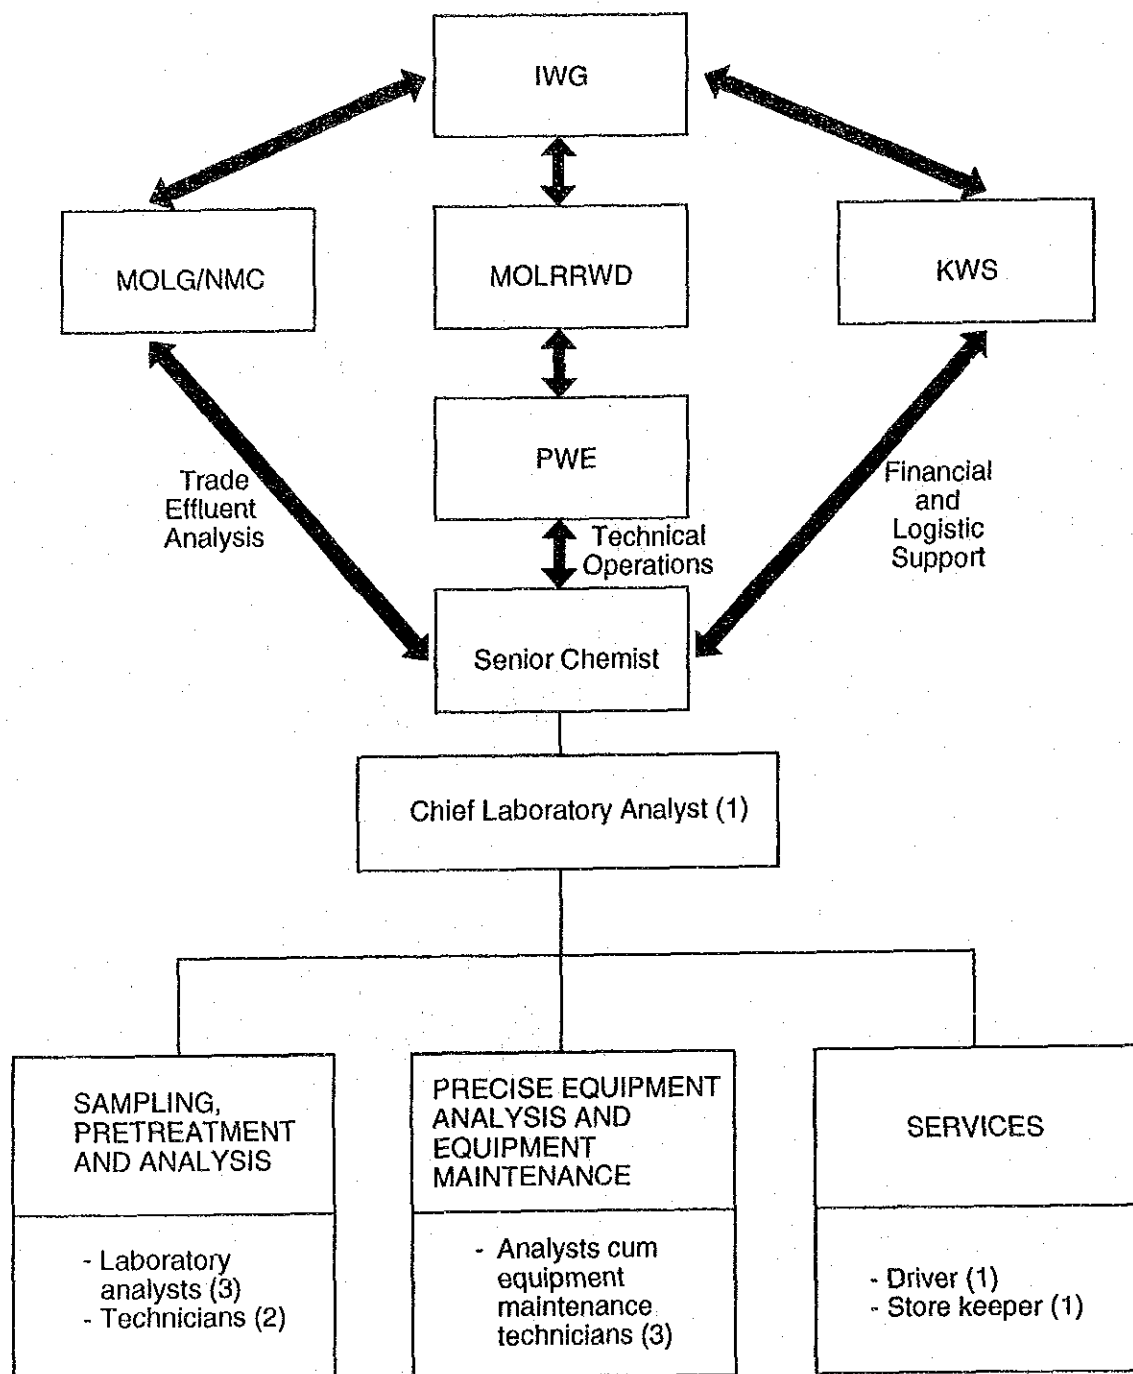 IWG
MOLG/NMC
MOLRRWD
KWS
PWE
Trade
Effluent
Analysis
Technical
Operations
Financial
and
Logistic
Support
Senior Chemist
Chief Laboratory Analyst (1)
SAMPLING,
PRETREATMENT
AND ANALYSIS
- Laboratory
analysts (3)
- Technicians (2)
PRECISE EQUIPMENT
ANALYSIS AND
EQUIPMENT
MAINTENANCE
- Analysts cum
equipment
maintenance
technicians (3)
SERVICES
- Driver (1)
- Store keeper (1)